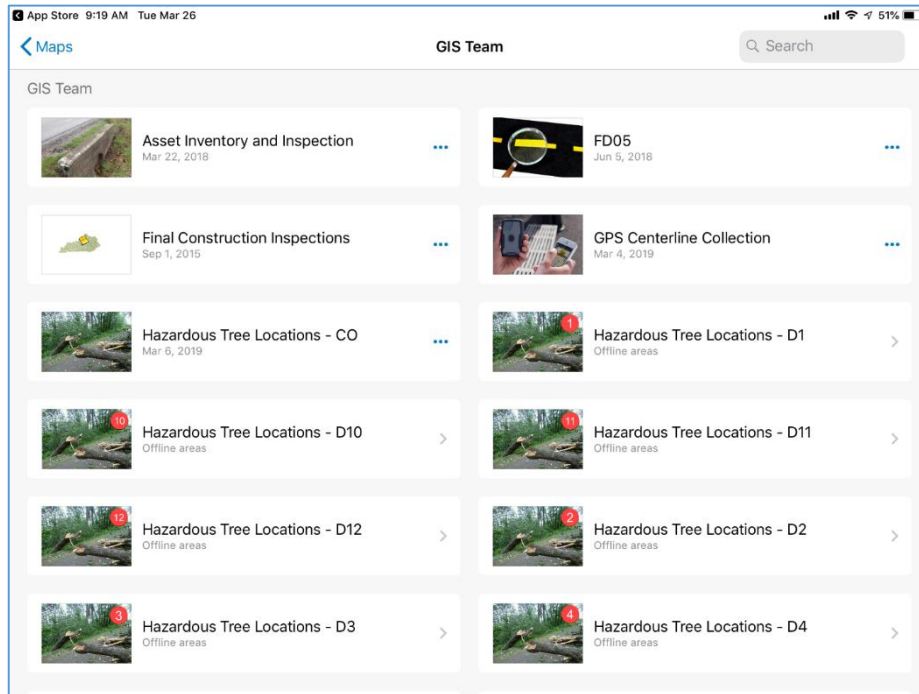 App Store 9:19 AM Tue Mar 26 51%
Maps GIS Team Search
GIS Team
Asset Inventory and Inspection
Mar 22, 2018
FD05
Jun 5, 2018
Final Construction Inspections
Sep 1, 2015
GPS Centerline Collection
Mar 4, 2019
Hazardous Tree Locations - CO
Mar 6, 2019
1
Hazardous Tree Locations - D1
Offline areas
10
Hazardous Tree Locations - D10
Offline areas
11
Hazardous Tree Locations - D11
Offline areas
12
Hazardous Tree Locations - D12
Offline areas
2
Hazardous Tree Locations - D2
Offline areas
3
Hazardous Tree Locations - D3
Offline areas
4
Hazardous Tree Locations - D4
Offline areas